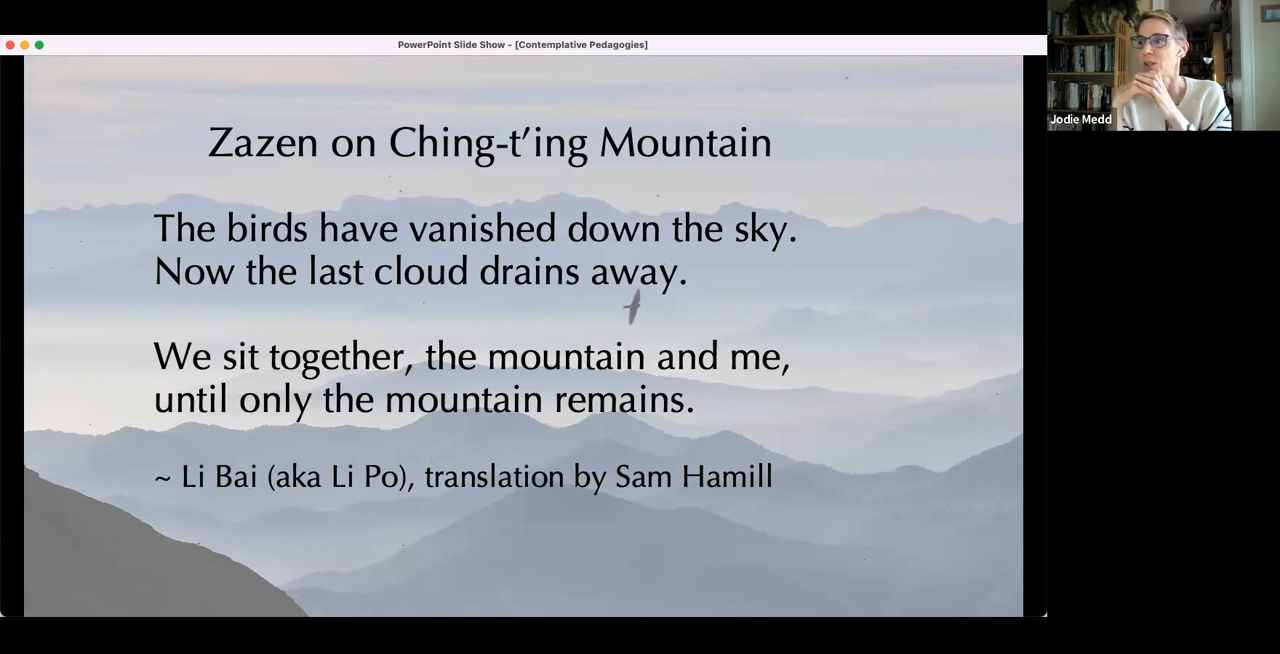 PowerPoint Slide Show - [Contemplative Pedagogies]
Zazen on Ching-t’ing Mountain
The birds have vanished down the sky.
Now the last cloud drains away.
We sit together, the mountain and me,
until only the mountain remains.
~ Li Bai (aka Li Po), translation by Sam Hamill
Jodie Medd